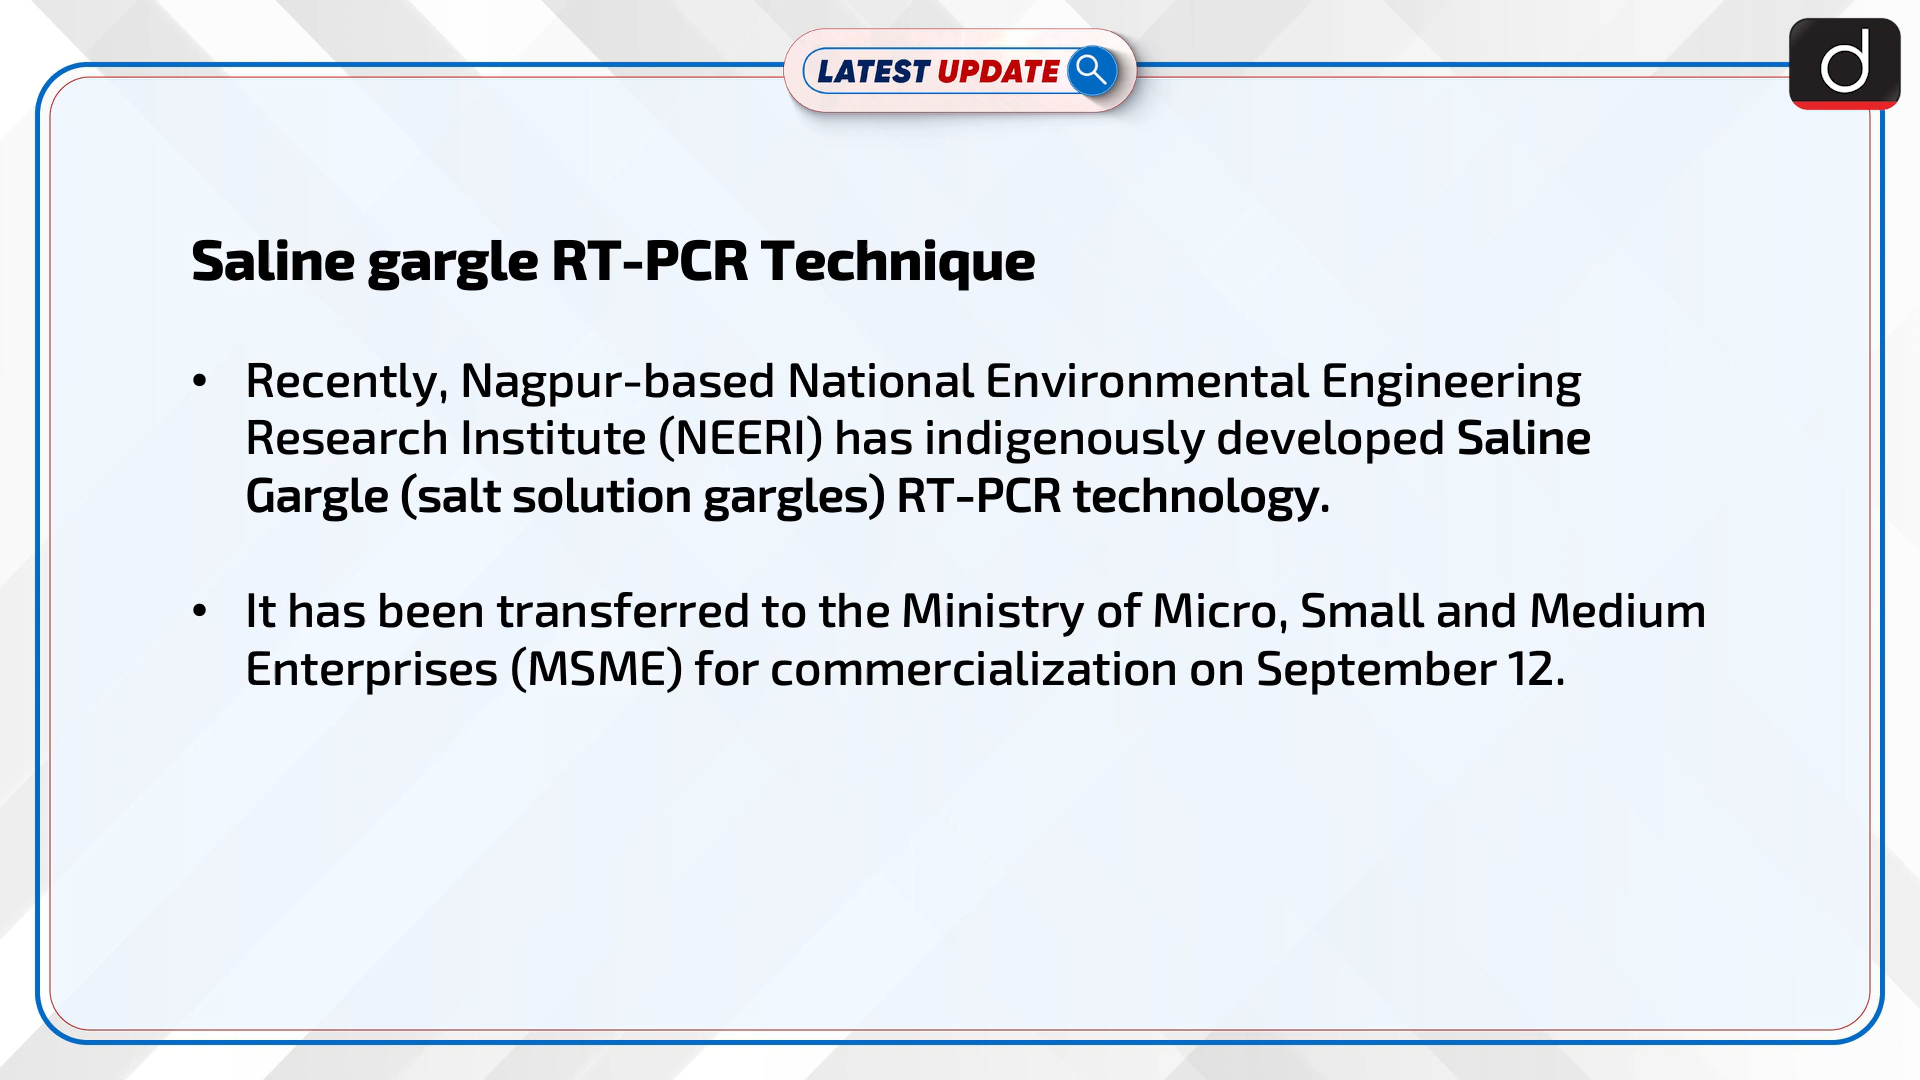 LATEST UPDATE
d
Saline gargle RT-PCR Technique
• Recently, Nagpur-based National Environmental Engineering
Research Institute (NEERI) has indigenously developed Saline
Gargle (salt solution gargles) RT-PCR technology.
• It has been transferred to the Ministry of Micro, Small and Medium
Enterprises (MSME) for commercialization on September 12.